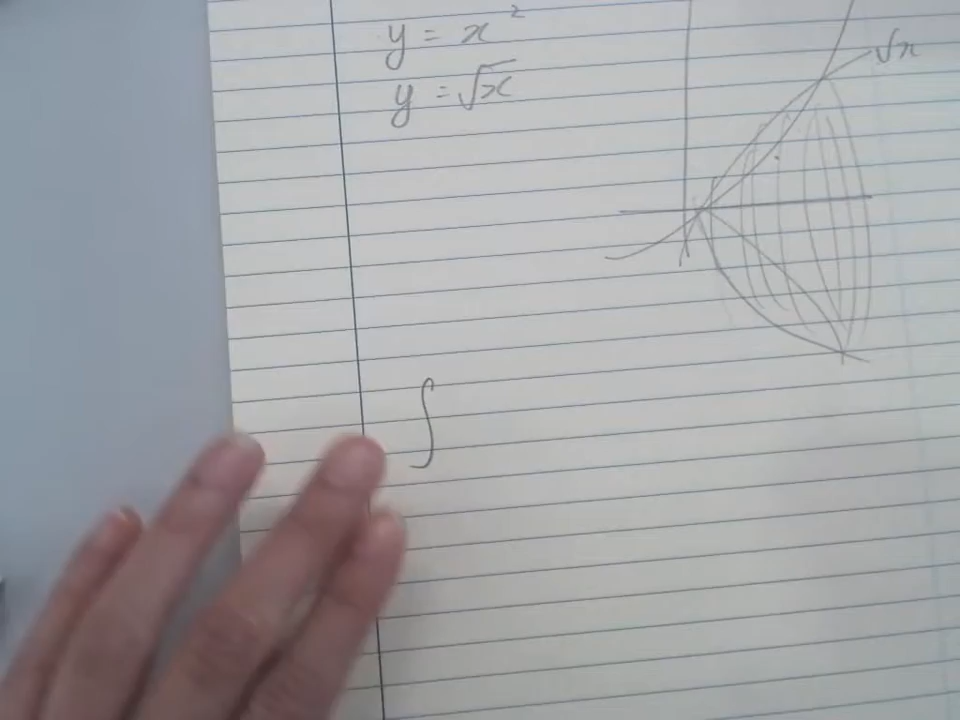 y = x²
y = √x
√x
∫